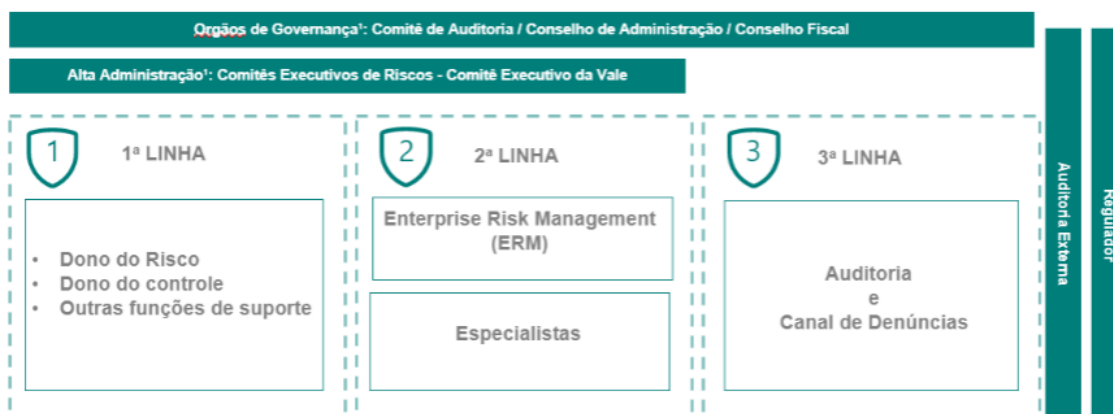 Orgãos de Governança¹: Comitê de Auditoria / Conselho de Administração / Conselho Fiscal
Alta Administração¹: Comitês Executivos de Riscos - Comitê Executivo da Vale
1
1ª LINHA
• Dono do Risco
• Dono do controle
• Outras funções de suporte
2
2ª LINHA
Enterprise Risk Management
(ERM)
Especialistas
3
3ª LINHA
Auditoria
e
Canal de Denúncias
Auditoria Externa
Regulador